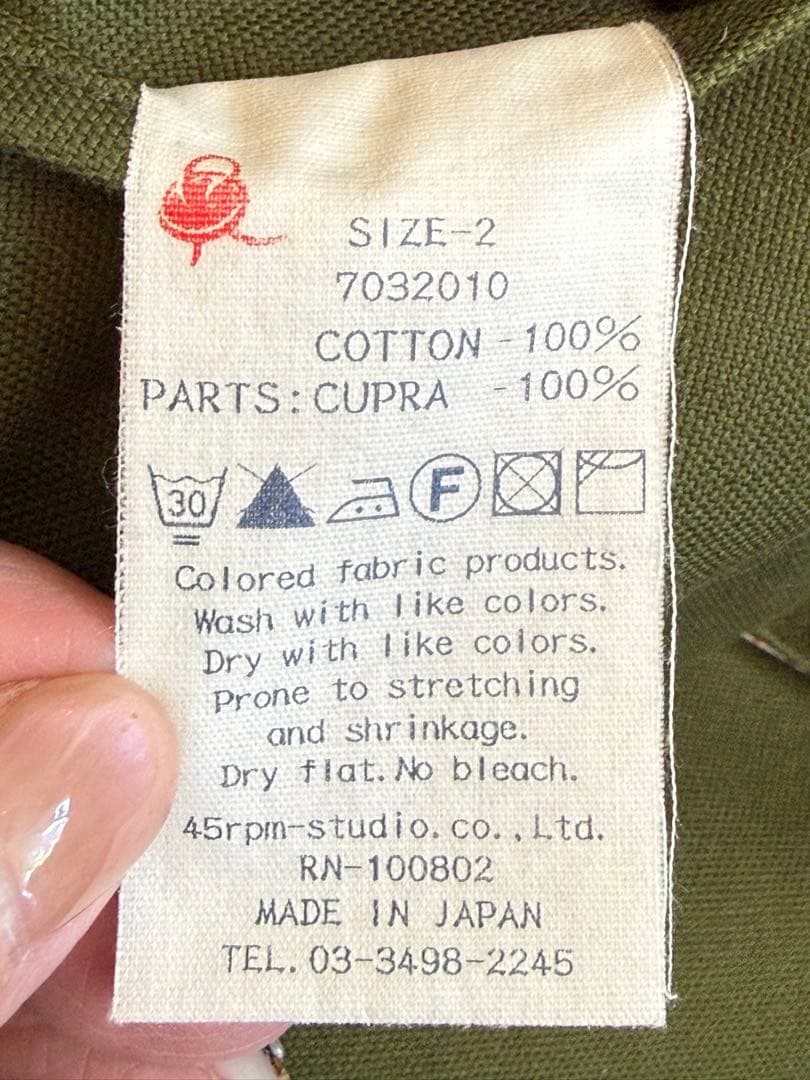 SIZE-2
7032010
COTTON -100%
PARTS: CUPRA -100%
30 F
Colored fabric products.
Wash with like colors.
Dry with like colors.
Prone to stretching
and shrinkage.
Dry flat. No bleach.
45rpm-studio.co.,Ltd.
RN-100802
MADE IN JAPAN
TEL. 03-3498-2245